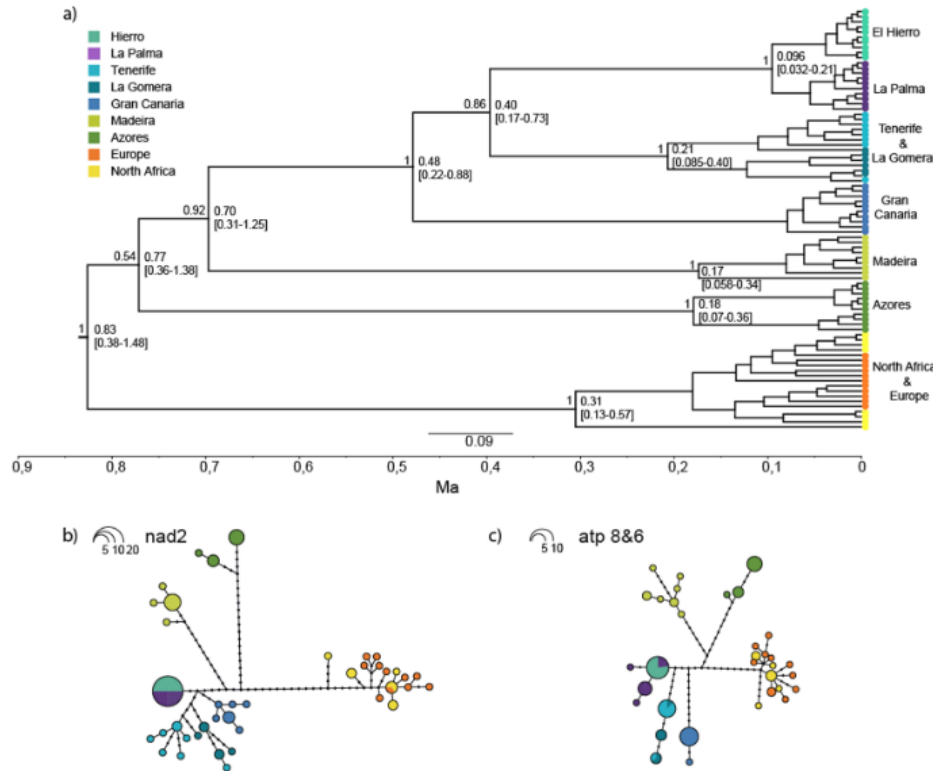 a)
Hierro
La Palma
Tenerife
La Gomera
Gran Canaria
Madeira
Azores
Europe
North Africa
El Hierro
1 0.096
[0.032-0.21]
La Palma
0.86 0.40
[0.17-0.73]
Tenerife
&
La Gomera
1 0.21
[0.085-0.40]
1 0.48
[0.22-0.88]
Gran
Canaria
0.92 0.70
[0.31-1.25]
0.54 0.77
[0.36-1.38]
Madeira
1 0.17
[0.058-0.34]
Azores
1 0.18
[0.07-0.36]
1 0.83
[0.38-1.48]
North Africa
&
Europe
1 0.31
[0.13-0.57]
0.09
0,9 0,8 0,7 0,6 0,5 0,4 0,3 0,2 0,1 0
Ma
b) nad2
5 10 20
c) atp 8&6
5 10